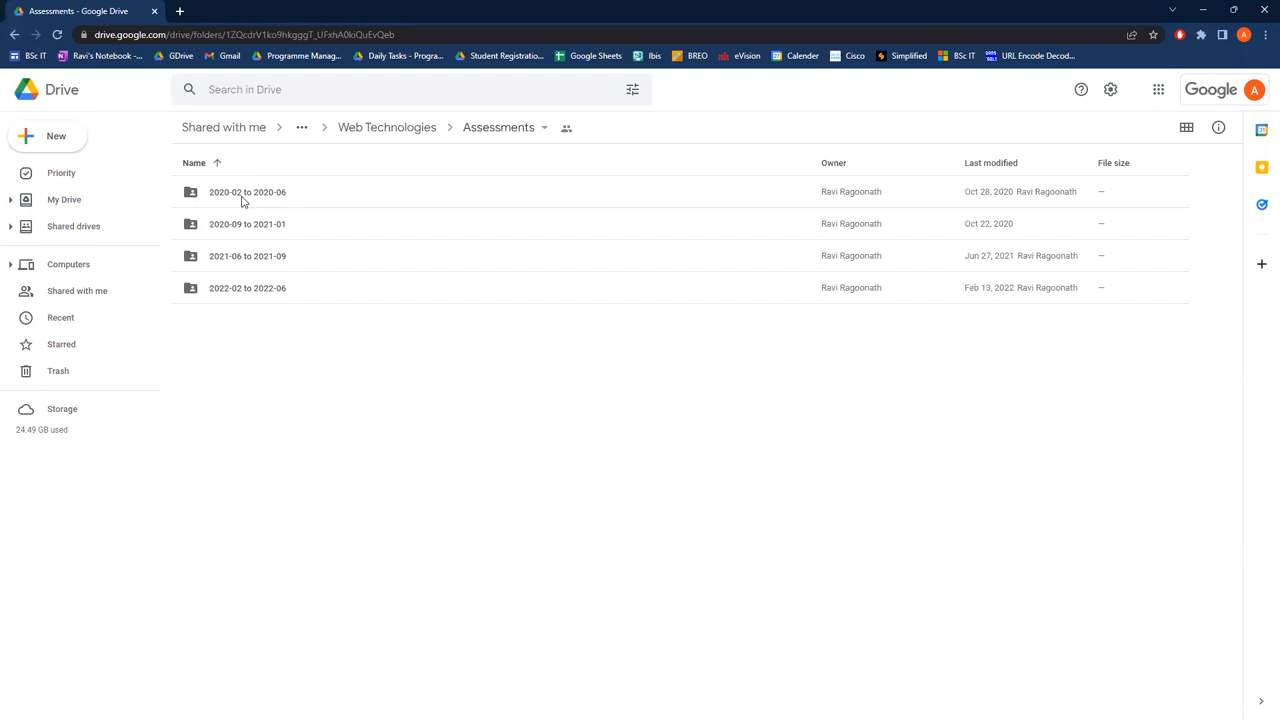 Assessments - Google Drive
drive.google.com/drive/folders/1ZQcdrV1ko9hkgggT_UFxhA0kiQuEvQeb
BSc IT Ravi's Notebook -... GDrive Gmail Programme Manag... Daily Tasks - Progra... Student Registratio... Google Sheets Ibis BREO eVision Calender Cisco Simplified BSc IT URL Encode Decod...
Drive
Search in Drive
Google A
New
Shared with me > ... > Web Technologies > Assessments
Name Owner Last modified File size
2020-02 to 2020-06 Ravi Ragoonath Oct 28, 2020 Ravi Ragoonath —
2020-09 to 2021-01 Ravi Ragoonath Oct 22, 2020 —
2021-06 to 2021-09 Ravi Ragoonath Jun 27, 2021 Ravi Ragoonath —
2022-02 to 2022-06 Ravi Ragoonath Feb 13, 2022 Ravi Ragoonath —
Priority
My Drive
Shared drives
Computers
Shared with me
Recent
Starred
Trash
Storage
24.49 GB used